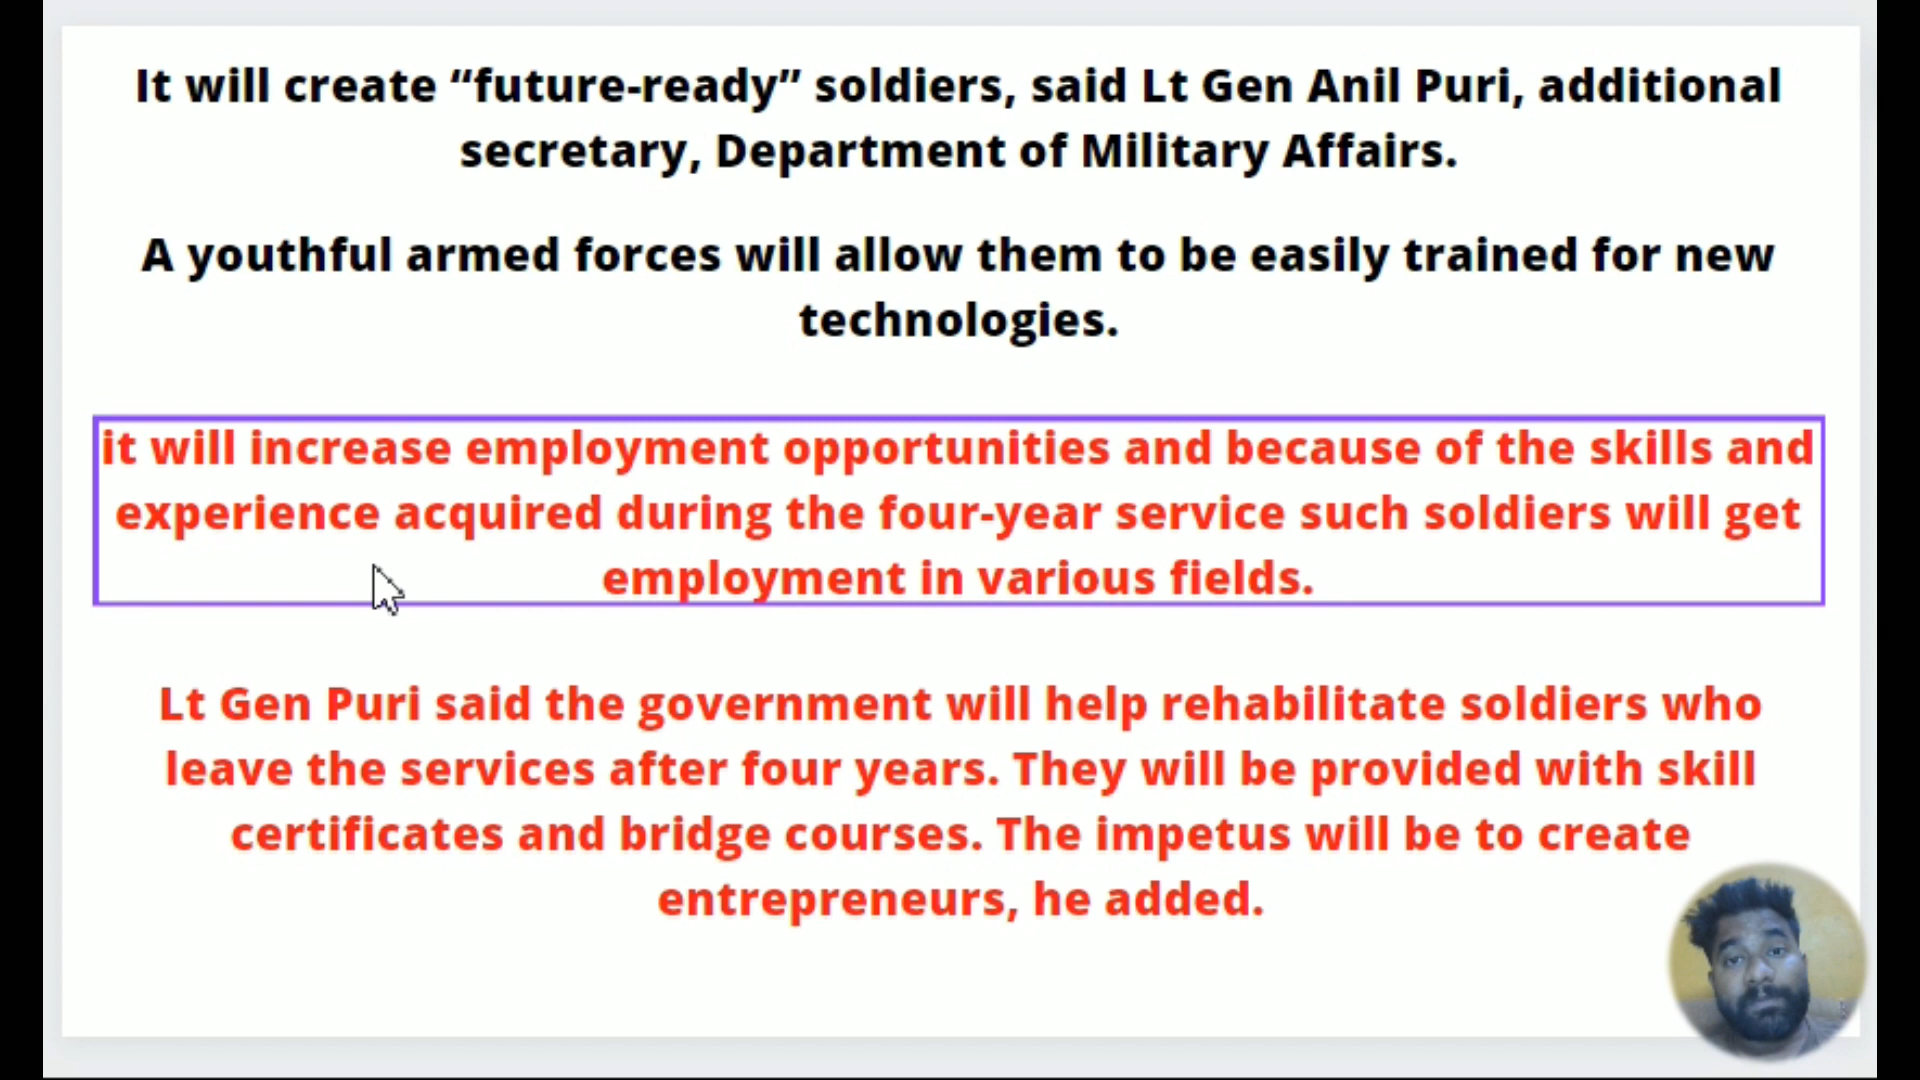 It will create “future-ready” soldiers, said Lt Gen Anil Puri, additional
secretary, Department of Military Affairs.
A youthful armed forces will allow them to be easily trained for new
technologies.
it will increase employment opportunities and because of the skills and
experience acquired during the four-year service such soldiers will get
employment in various fields.
Lt Gen Puri said the government will help rehabilitate soldiers who
leave the services after four years. They will be provided with skill
certificates and bridge courses. The impetus will be to create
entrepreneurs, he added.